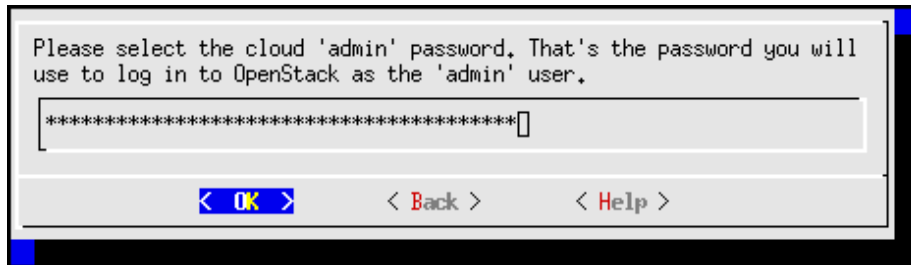 Please select the cloud 'admin' password. That's the password you will
use to log in to OpenStack as the 'admin' user.
****************************************
< OK > < Back > < Help >